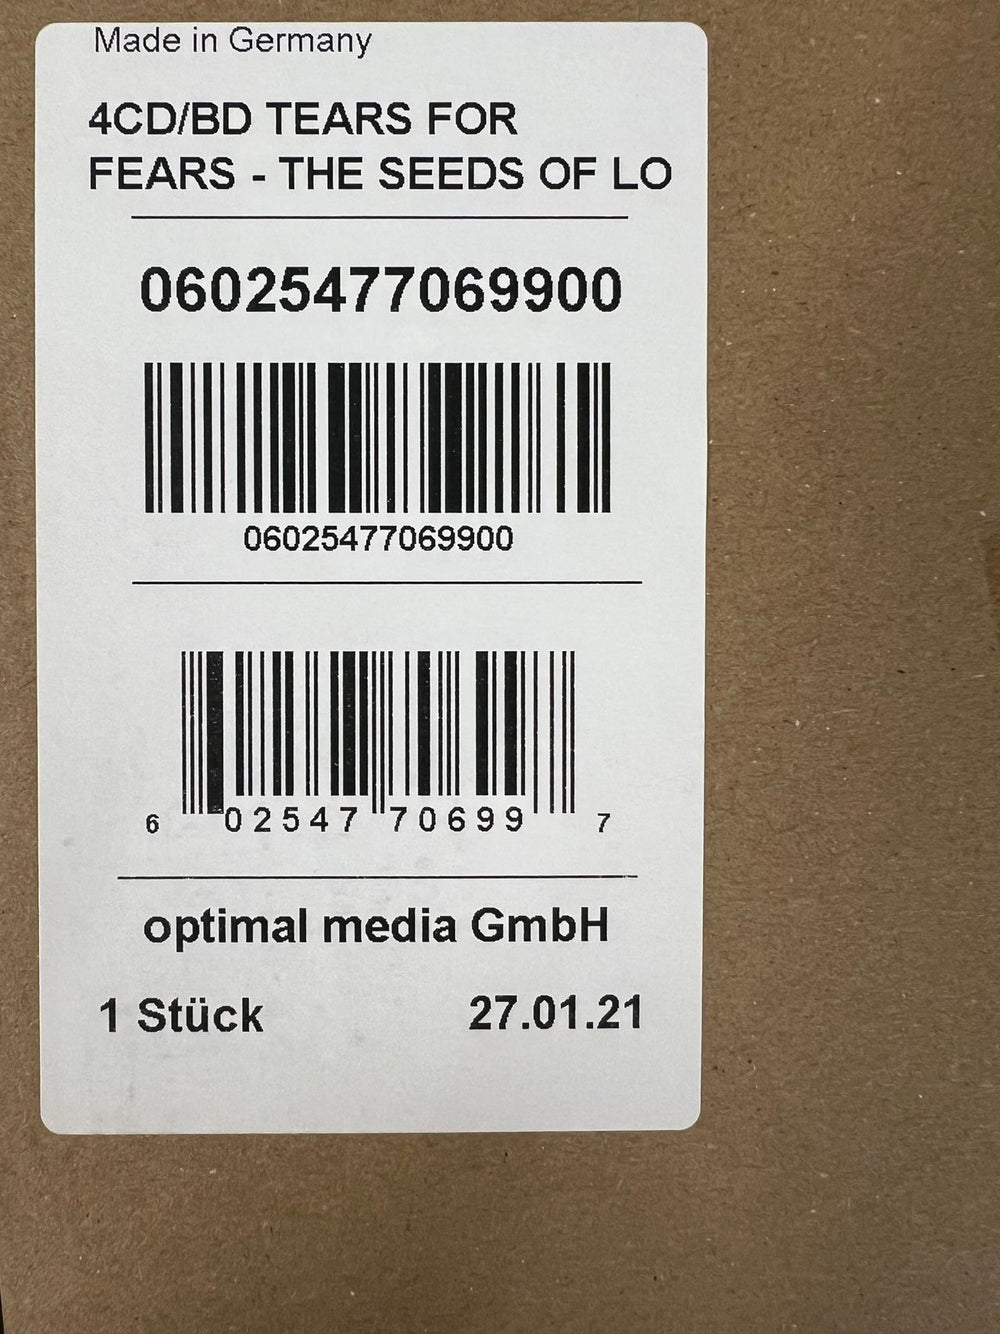 Made in Germany
4CD/BD TEARS FOR
FEARS - THE SEEDS OF LO
06025477069900
06025477069900
6 02547 70699 7
optimal media GmbH
1 Stück 27.01.21